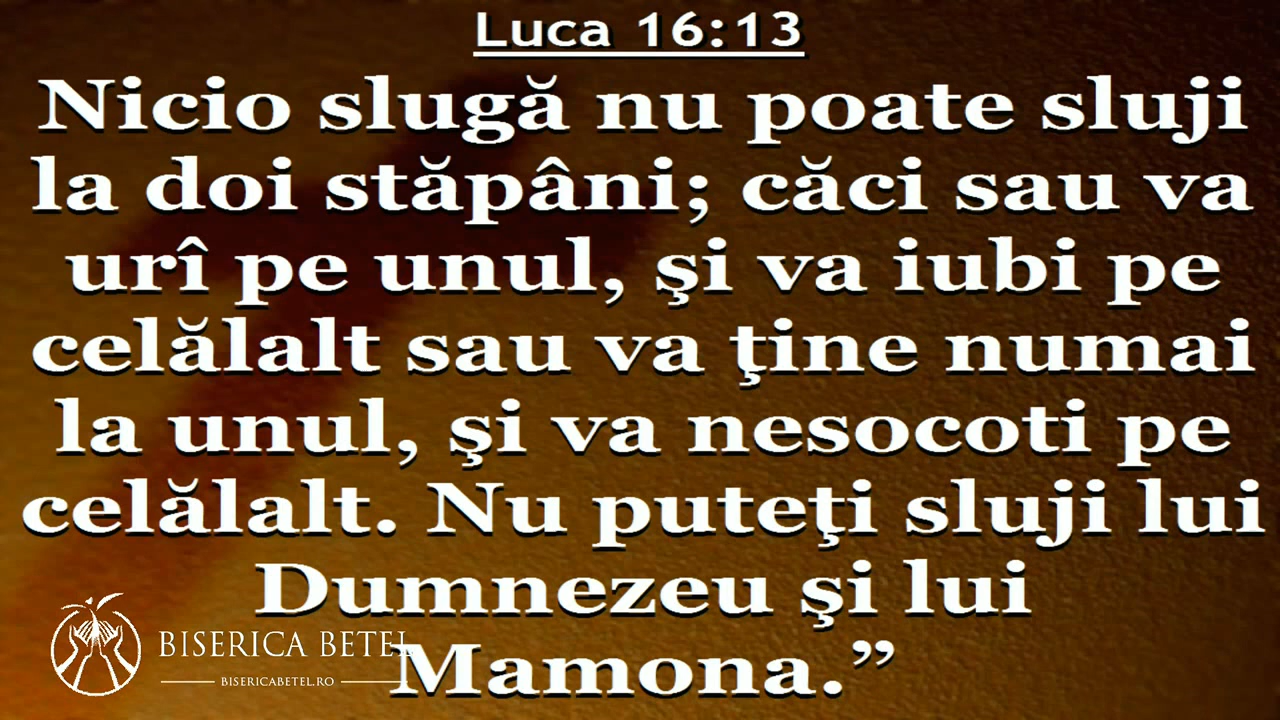 Luca 16:13
Nicio slugă nu poate sluji
la doi stăpâni; căci sau va
urî pe unul, şi va iubi pe
celălalt sau va ţine numai
la unul, şi va nesocoti pe
celălalt. Nu puteţi sluji lui
Dumnezeu şi lui
Mamona.”
BISERICA BETEL
BISERICABETEL.RO